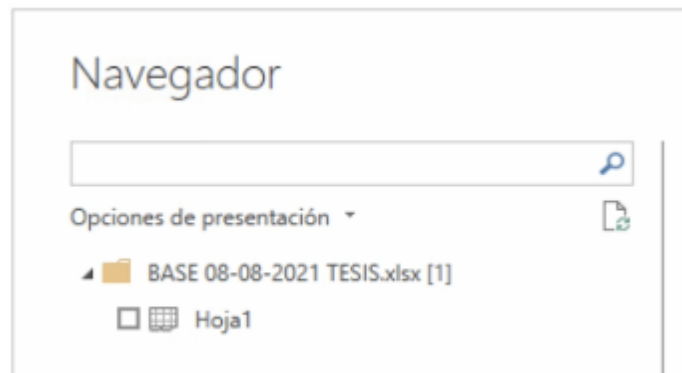 Navegador
Opciones de presentación
BASE 08-08-2021 TESIS.xlsx [1]
Hoja1